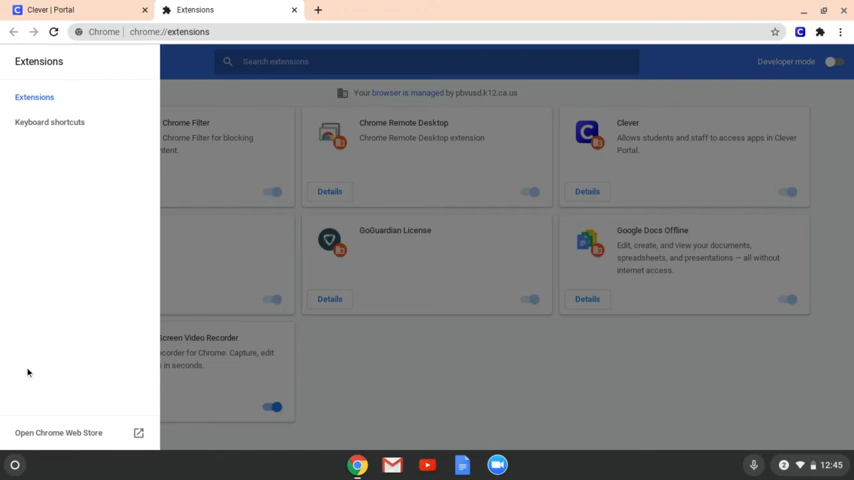 Clever | Portal
Extensions
Chrome
chrome://extensions
Extensions
Search extensions
Developer mode
Extensions
Keyboard shortcuts
Your browser is managed by pbvusd.k12.ca.us
Chrome Filter
Chrome Filter for blocking
ntent.
Chrome Remote Desktop
Chrome Remote Desktop extension
Details
Clever
Allows students and staff to access apps in Clever
Portal.
Details
GoGuardian License
Details
Google Docs Offline
Edit, create, and view your documents,
spreadsheets, and presentations — all without
internet access.
Details
Screen Video Recorder
ecorder for Chrome. Capture, edit
in seconds.
Open Chrome Web Store
2
12:45